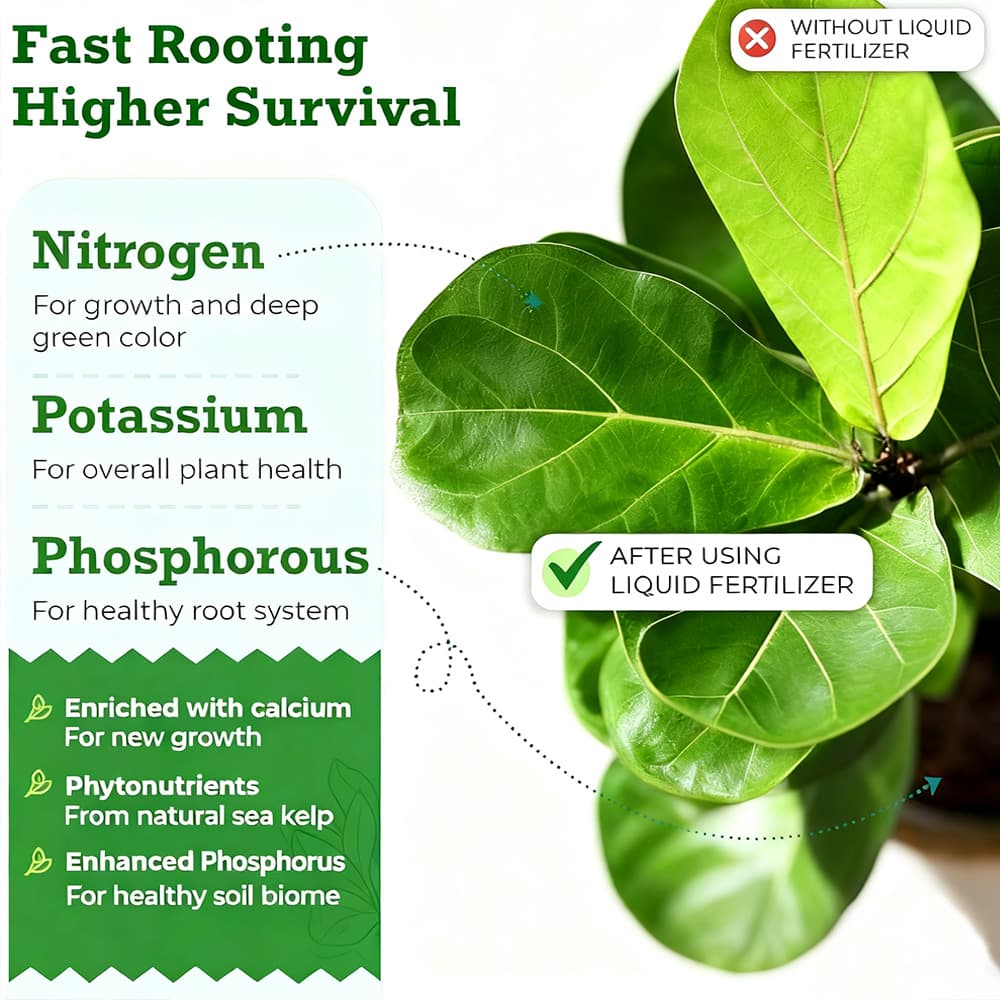 Fast Rooting
Higher Survival
WITHOUT LIQUID
FERTILIZER
Nitrogen
For growth and deep
green color
Potassium
For overall plant health
Phosphorous
For healthy root system
AFTER USING
LIQUID FERTILIZER
Enriched with calcium
For new growth
Phytonutrients
From natural sea kelp
Enhanced Phosphorus
For healthy soil biome